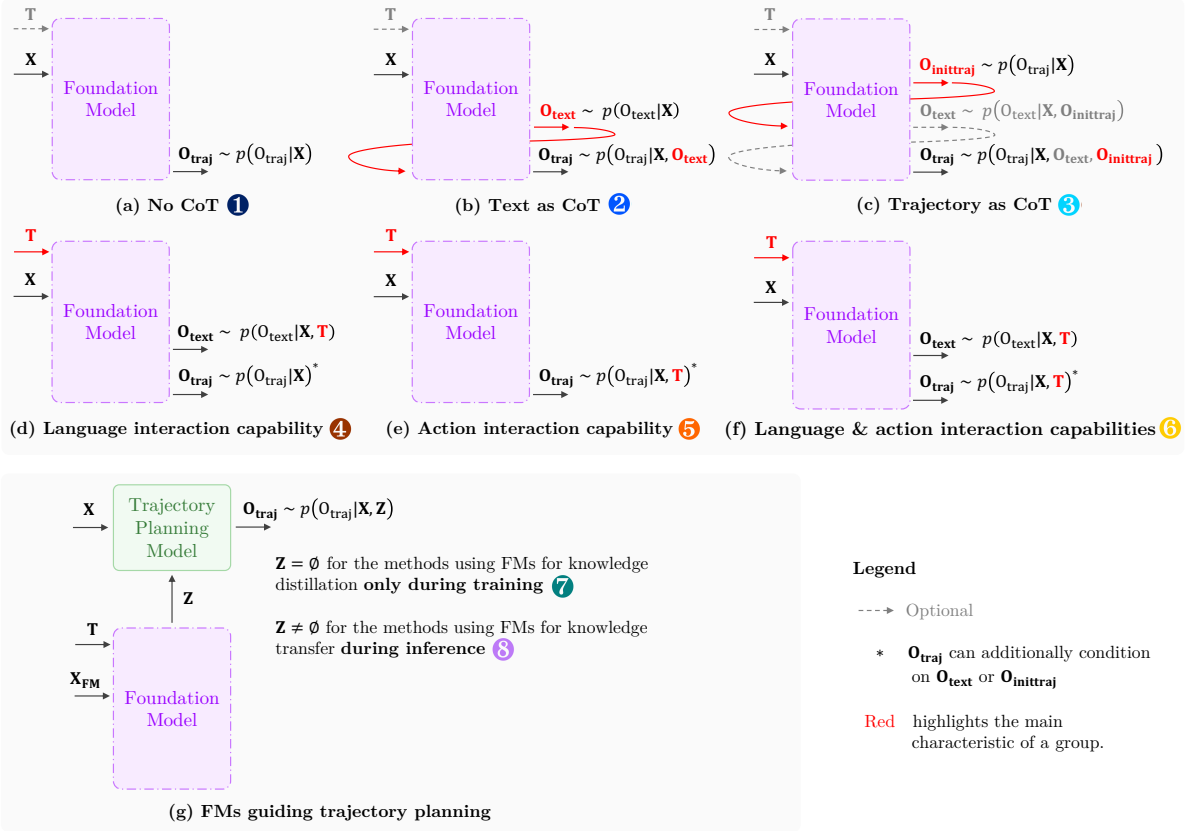 T
X
Foundation
Model
O_traj ~ p(O_traj|X)
(a) No CoT 1
T
X
Foundation
Model
O_text ~ p(O_text|X)
O_traj ~ p(O_traj|X, O_text)
(b) Text as CoT 2
T
X
Foundation
Model
O_inittraj ~ p(O_traj|X)
O_text ~ p(O_text|X, O_inittraj)
O_traj ~ p(O_traj|X, O_text, O_inittraj)
(c) Trajectory as CoT 3
T
X
Foundation
Model
O_text ~ p(O_text|X, T)
O_traj ~ p(O_traj|X)*
(d) Language interaction capability 4
T
X
Foundation
Model
O_traj ~ p(O_traj|X, T)*
(e) Action interaction capability 5
T
X
Foundation
Model
O_text ~ p(O_text|X, T)
O_traj ~ p(O_traj|X, T)*
(f) Language & action interaction capabilities 6
X
Trajectory
Planning
Model
O_traj ~ p(O_traj|X, Z)
Z
T
X_FM
Foundation
Model
Z = ∅ for the methods using FMs for knowledge
distillation only during training 7
Z ≠ ∅ for the methods using FMs for knowledge
transfer during inference 8
(g) FMs guiding trajectory planning
Legend
Optional
* O_traj can additionally condition
on O_text or O_inittraj
Red highlights the main
characteristic of a group.